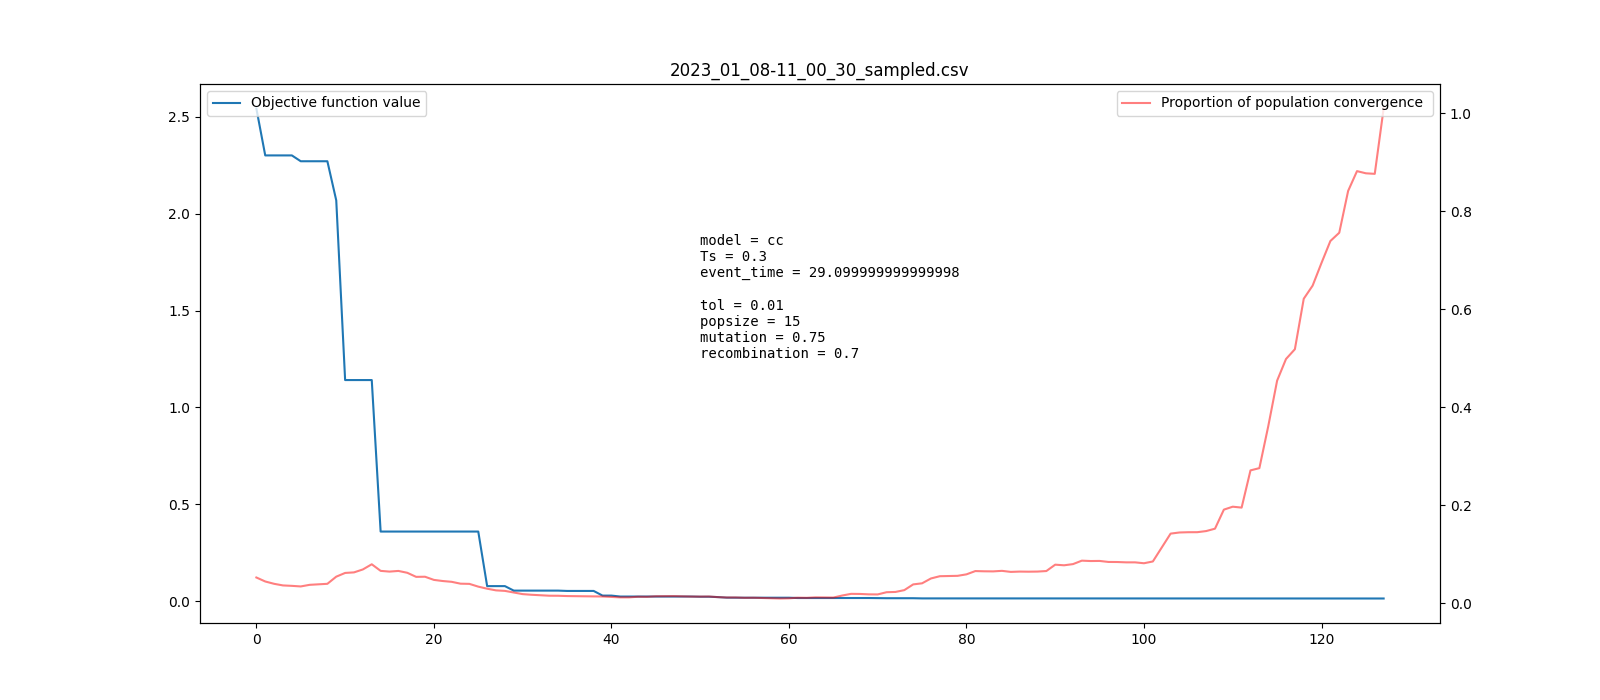 2023_01_08-11_00_30_sampled.csv
Objective function value
Proportion of population convergence
2.5
2.0
1.5
1.0
0.5
0.0
model = cc
Ts = 0.3
event_time = 29.099999999999998
tol = 0.01
popsize = 15
mutation = 0.75
recombination = 0.7
1.0
0.8
0.6
0.4
0.2
0.0
0 20 40 60 80 100 120